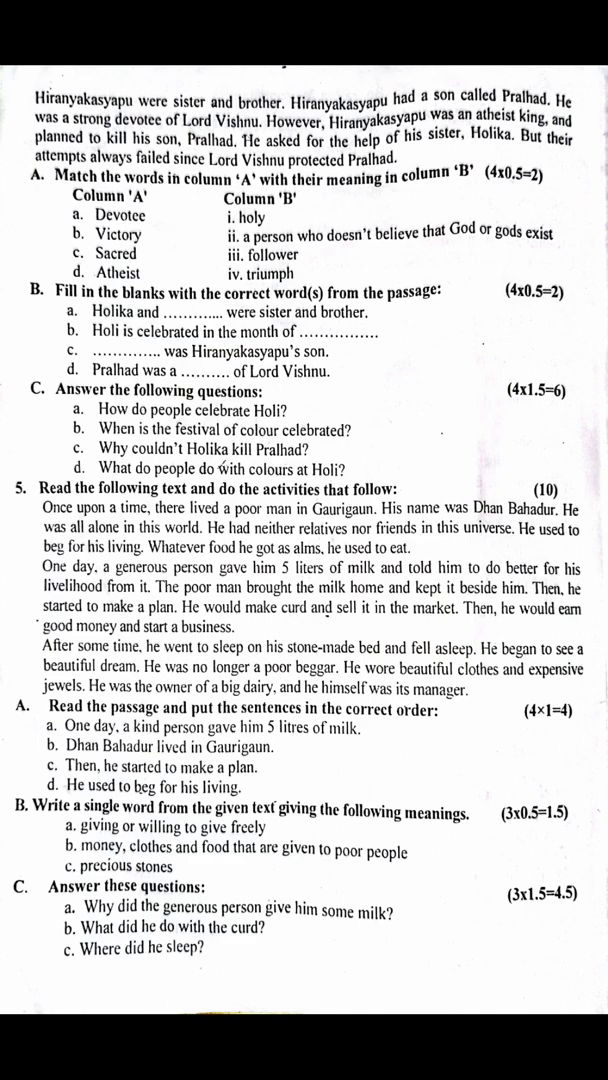 Hiranyakasyapu were sister and brother. Hiranyakasyapu had a son called Pralhad. He
was a strong devotee of Lord Vishnu. However, Hiranyakasyapu was an atheist king, and
planned to kill his son, Pralhad. He asked for the help of his sister, Holika. But their
attempts always failed since Lord Vishnu protected Pralhad.
A. Match the words in column 'A' with their meaning in column 'B' (4x0.5=2)
Column 'A' Column 'B'
a. Devotee i. holy
b. Victory ii. a person who doesn't believe that God or gods exist
c. Sacred iii. follower
d. Atheist iv. triumph
B. Fill in the blanks with the correct word(s) from the passage: (4x0.5=2)
a. Holika and ............. were sister and brother.
b. Holi is celebrated in the month of ................
c. .............. was Hiranyakasyapu's son.
d. Pralhad was a .......... of Lord Vishnu.
C. Answer the following questions: (4x1.5=6)
a. How do people celebrate Holi?
b. When is the festival of colour celebrated?
c. Why couldn't Holika kill Pralhad?
d. What do people do with colours at Holi?
5. Read the following text and do the activities that follow: (10)
Once upon a time, there lived a poor man in Gaurigaun. His name was Dhan Bahadur. He
was all alone in this world. He had neither relatives nor friends in this universe. He used to
beg for his living. Whatever food he got as alms, he used to eat.
One day, a generous person gave him 5 liters of milk and told him to do better for his
livelihood from it. The poor man brought the milk home and kept it beside him. Then, he
started to make a plan. He would make curd and sell it in the market. Then, he would earn
good money and start a business.
After some time, he went to sleep on his stone-made bed and fell asleep. He began to see a
beautiful dream. He was no longer a poor beggar. He wore beautiful clothes and expensive
jewels. He was the owner of a big dairy, and he himself was its manager.
A. Read the passage and put the sentences in the correct order: (4×1=4)
a. One day, a kind person gave him 5 litres of milk.
b. Dhan Bahadur lived in Gaurigaun.
c. Then, he started to make a plan.
d. He used to beg for his living.
B. Write a single word from the given text giving the following meanings. (3x0.5=1.5)
a. giving or willing to give freely
b. money, clothes and food that are given to poor people
c. precious stones
C. Answer these questions: (3x1.5=4.5)
a. Why did the generous person give him some milk?
b. What did he do with the curd?
c. Where did he sleep?